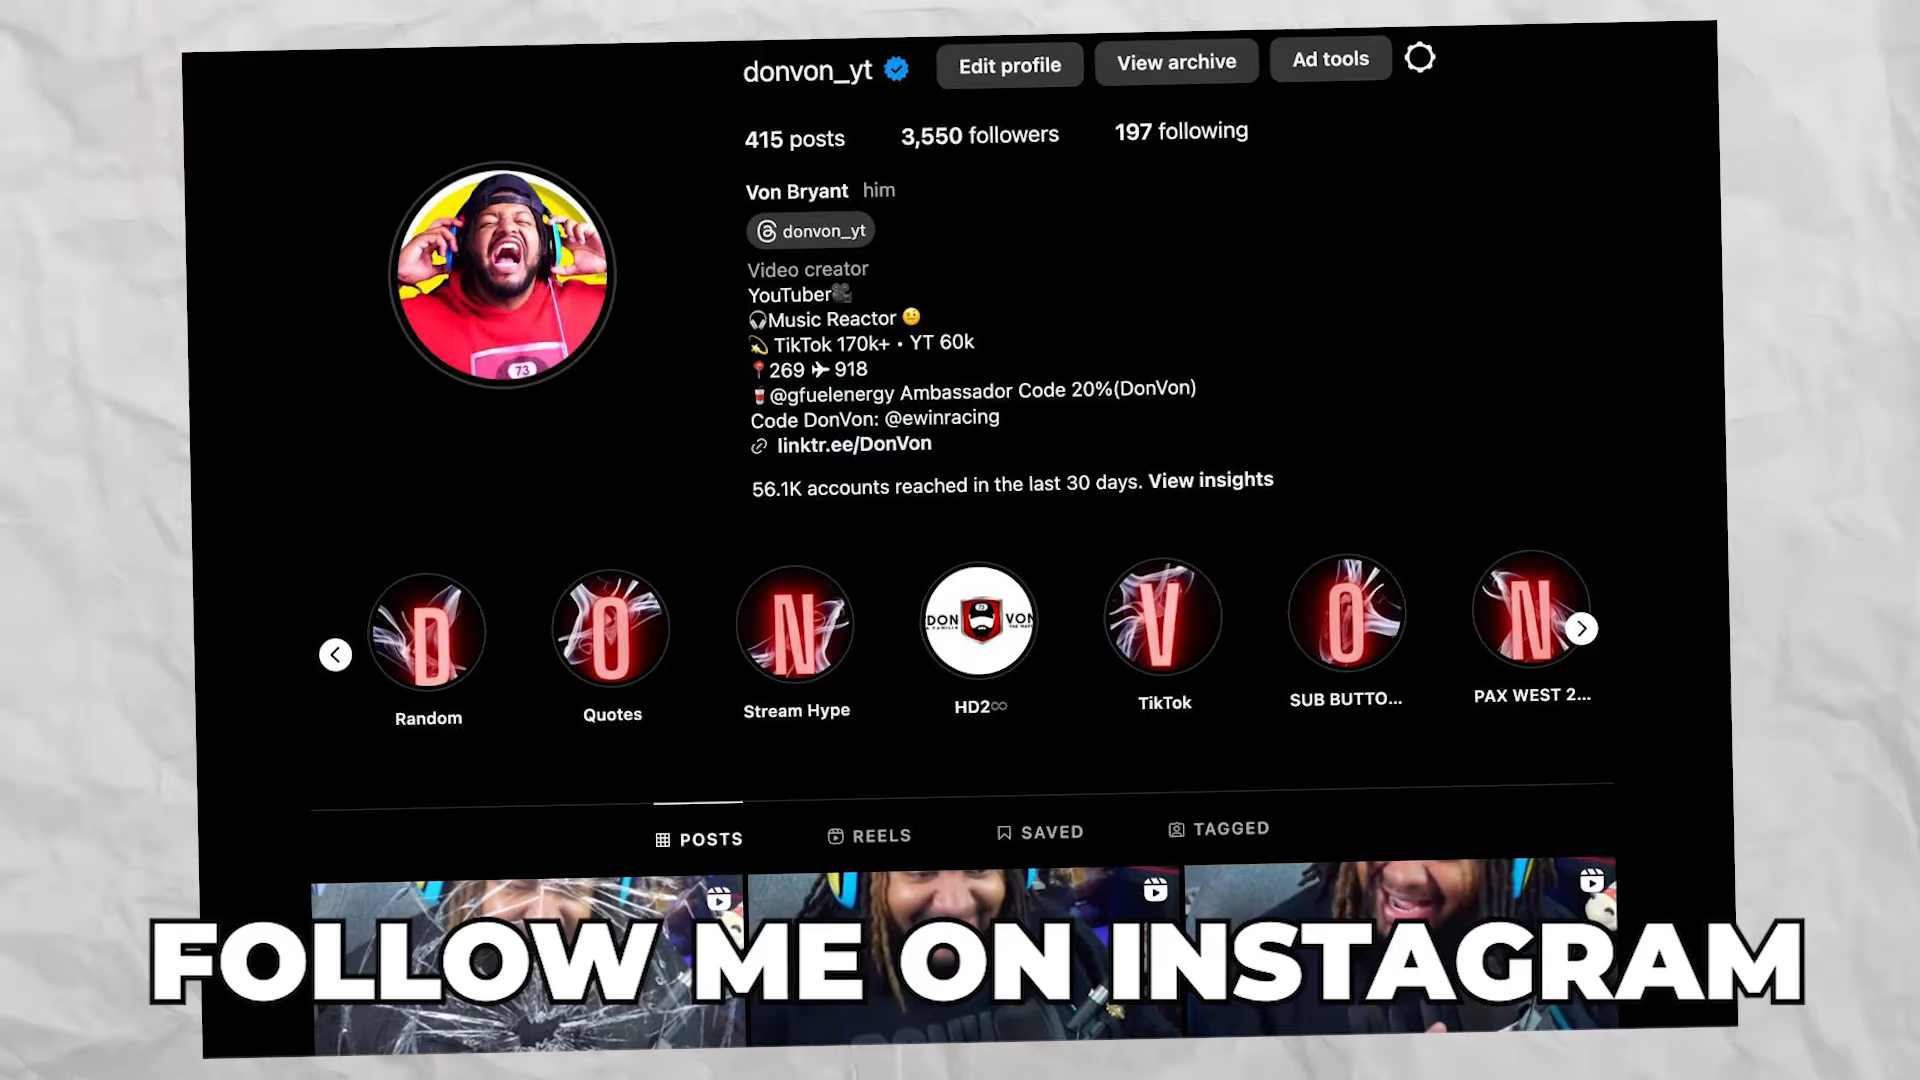 donvon_yt Edit profile View archive Ad tools
415 posts 3,550 followers 197 following
Von Bryant him
donvon_yt
Video creator
YouTuber🎥
🎧Music Reactor 🤨
💫 TikTok 170k+ • YT 60k
📍269 ✈ 918
🥤@gfuelenergy Ambassador Code 20%(DonVon)
Code DonVon: @ewinracing
linktr.ee/DonVon
56.1K accounts reached in the last 30 days. View insights
73
D O N DON VON V O N
Random Quotes Stream Hype HD2∞ TikTok SUB BUTTO... PAX WEST 2...
POSTS REELS SAVED TAGGED
FOLLOW ME ON INSTAGRAM